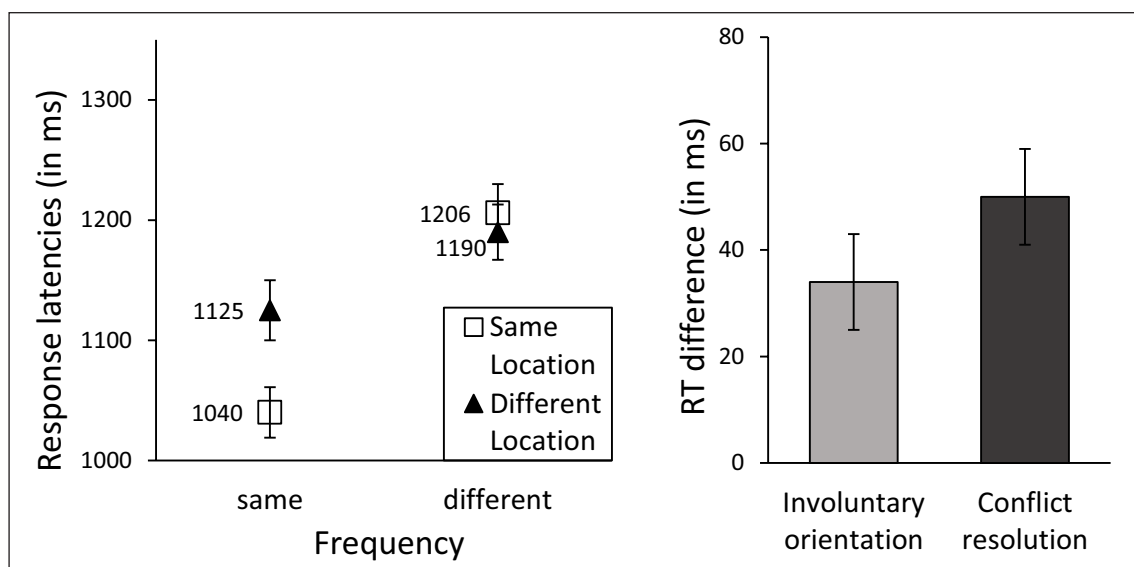 Response latencies (in ms)
1300
1200
1100
1000
1125
1040
1206
1190
Same
Location
Different
Location
same
different
Frequency
RT difference (in ms)
80
60
40
20
0
Involuntary
orientation
Conflict
resolution